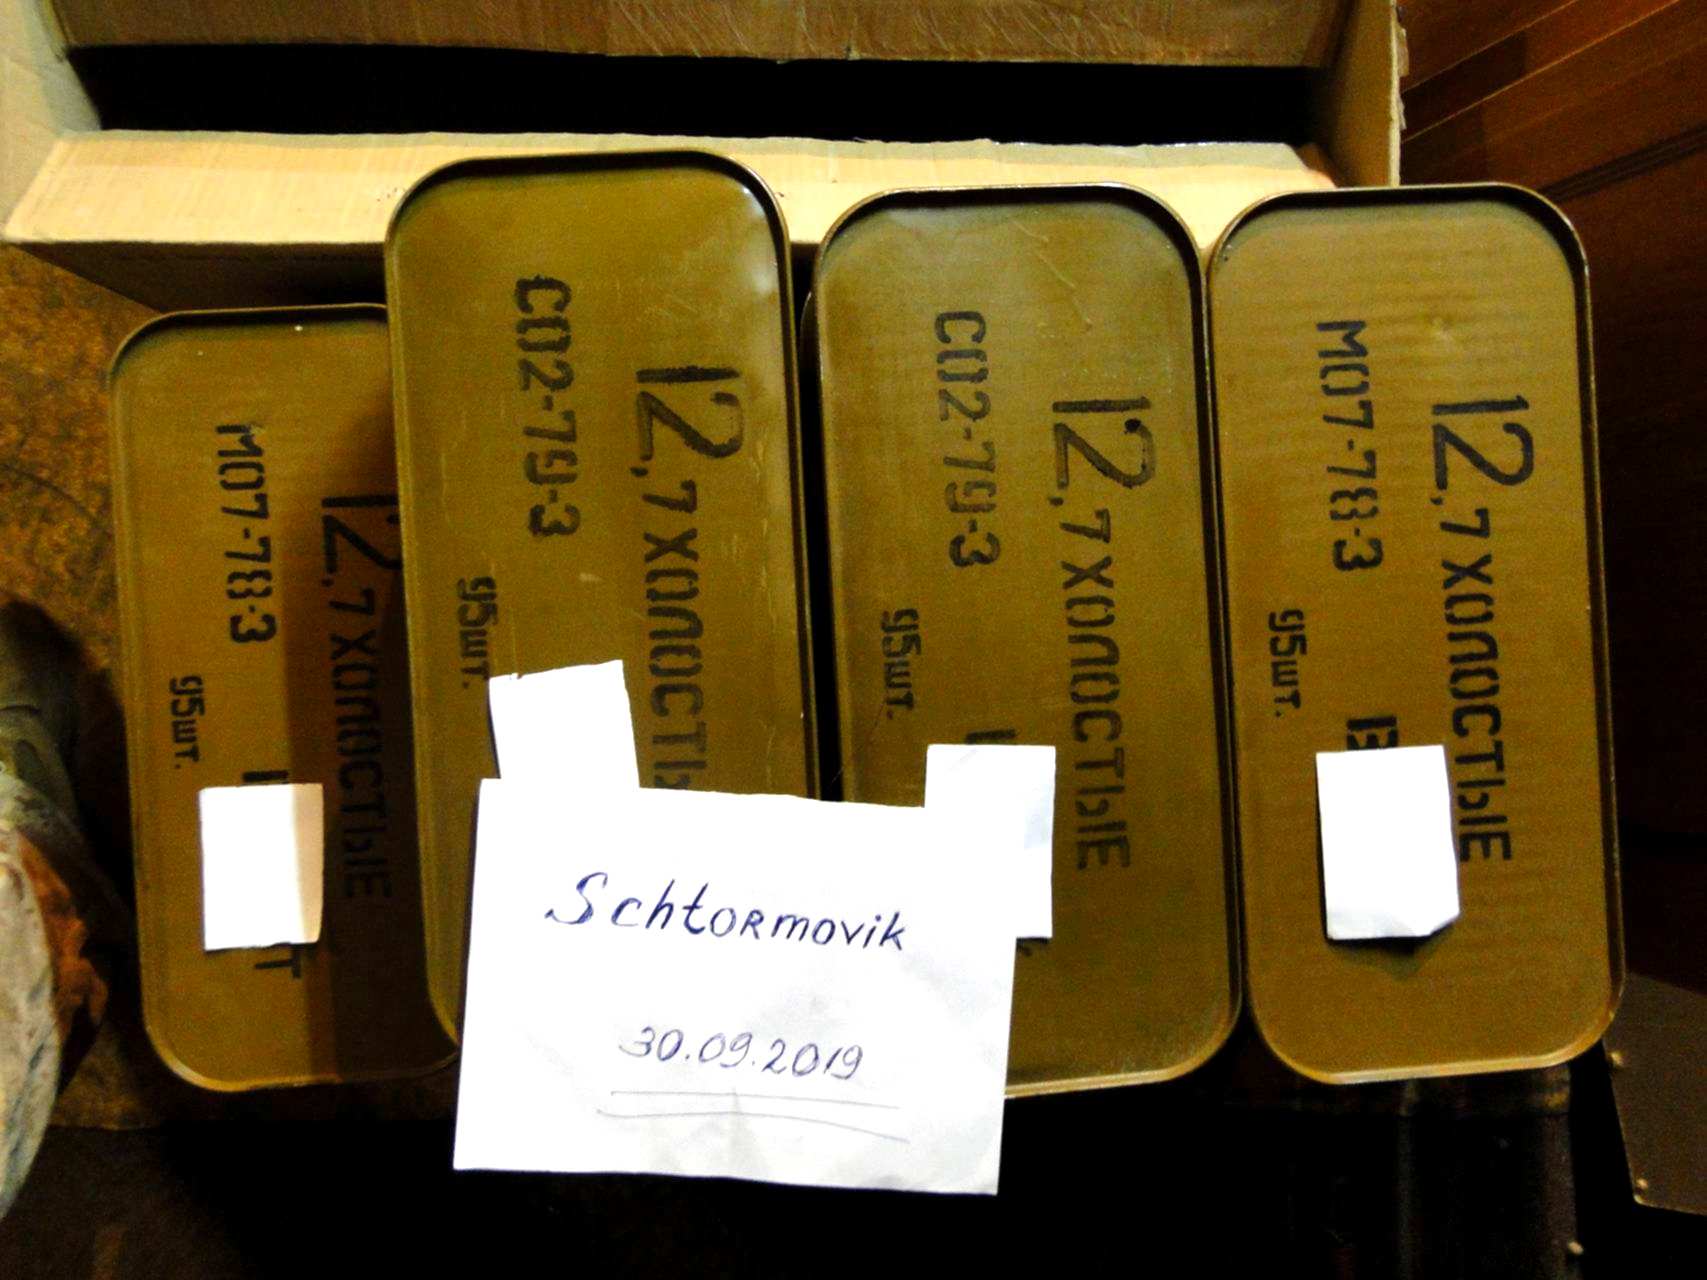 12,7 ХОЛОСТЫЕ
М07-78-3
95шт.
12,7 ХОЛОСТЫ
С02-79-3
95шт.
12,7 ХОЛОСТЫЕ
С02-79-3
95шт.
12,7 ХОЛОСТЫЕ
М07-78-3
95шт.
Schtormovik
30.09.2019